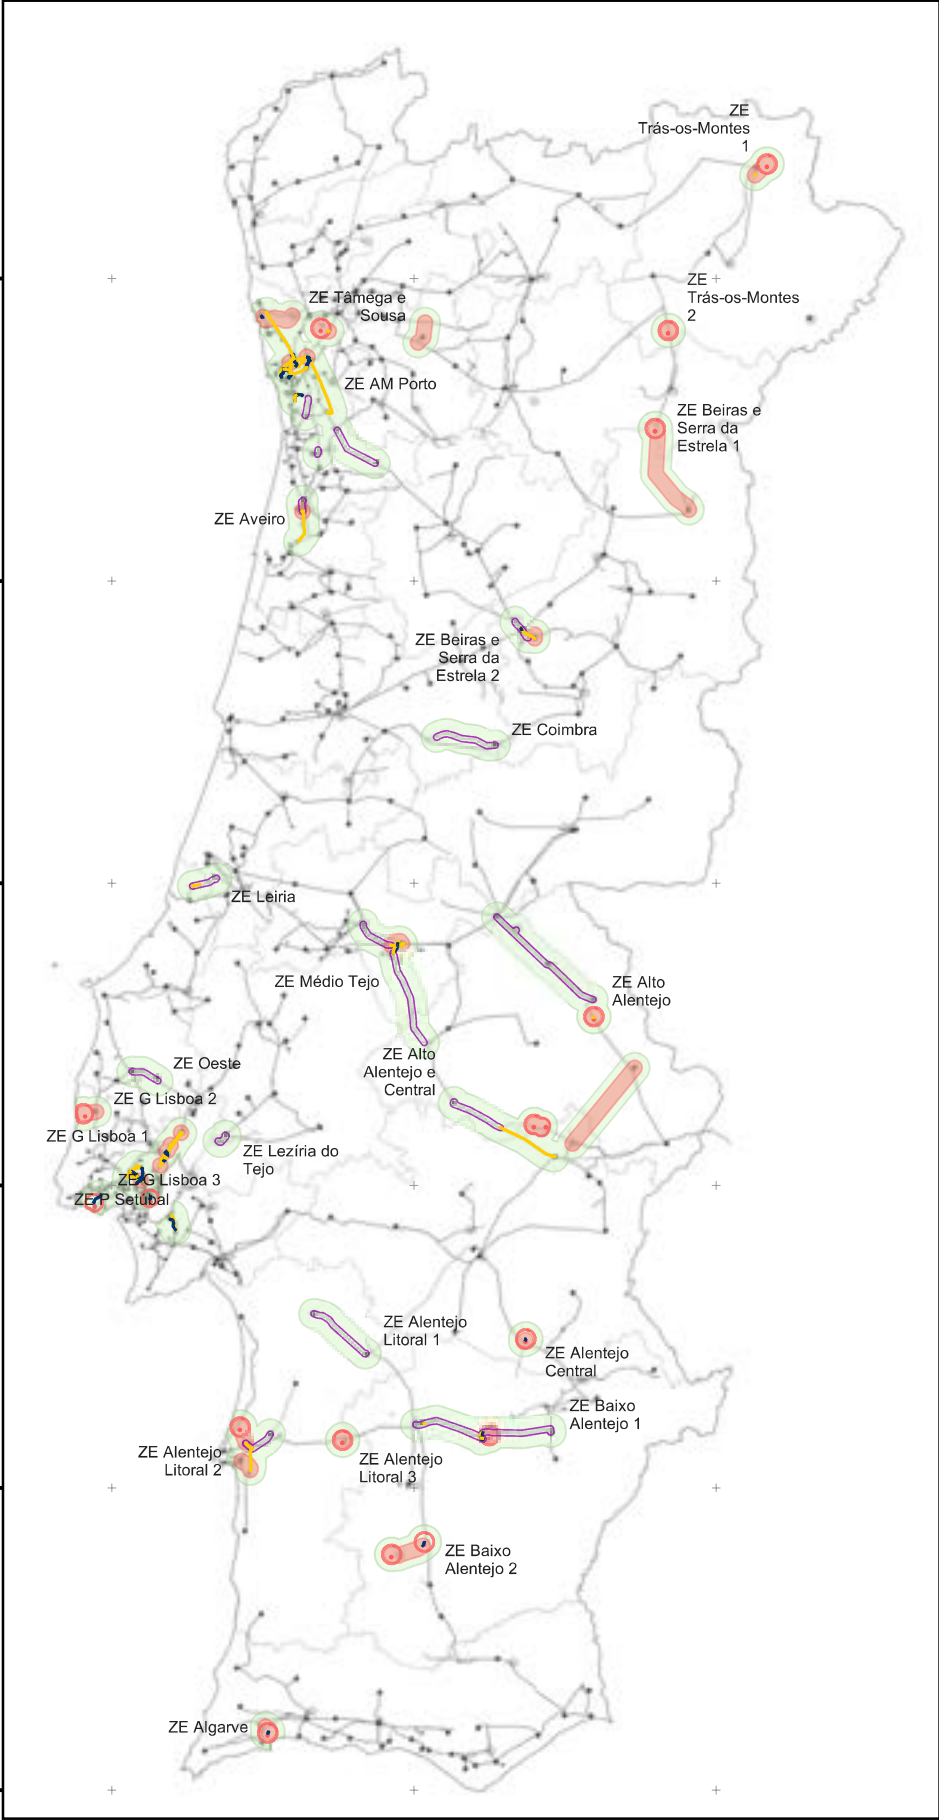 ZE
Trás-os-Montes
1
ZE
Trás-os-Montes
2
ZE Tâmega e
Sousa
ZE AM Porto
ZE Beiras e
Serra da
Estrela 1
ZE Aveiro
ZE Beiras e
Serra da
Estrela 2
ZE Coimbra
ZE Leiria
ZE Médio Tejo
ZE Alto
Alentejo
ZE Alto
Alentejo e
Central
ZE Oeste
ZE G Lisboa 2
ZE G Lisboa 1
ZE Lezíria do
Tejo
ZE G Lisboa 3
ZE P Setúbal
ZE Alentejo
Litoral 1
ZE Alentejo
Central
ZE Baixo
Alentejo 1
ZE Alentejo
Litoral 2
ZE Alentejo
Litoral 3
ZE Baixo
Alentejo 2
ZE Algarve